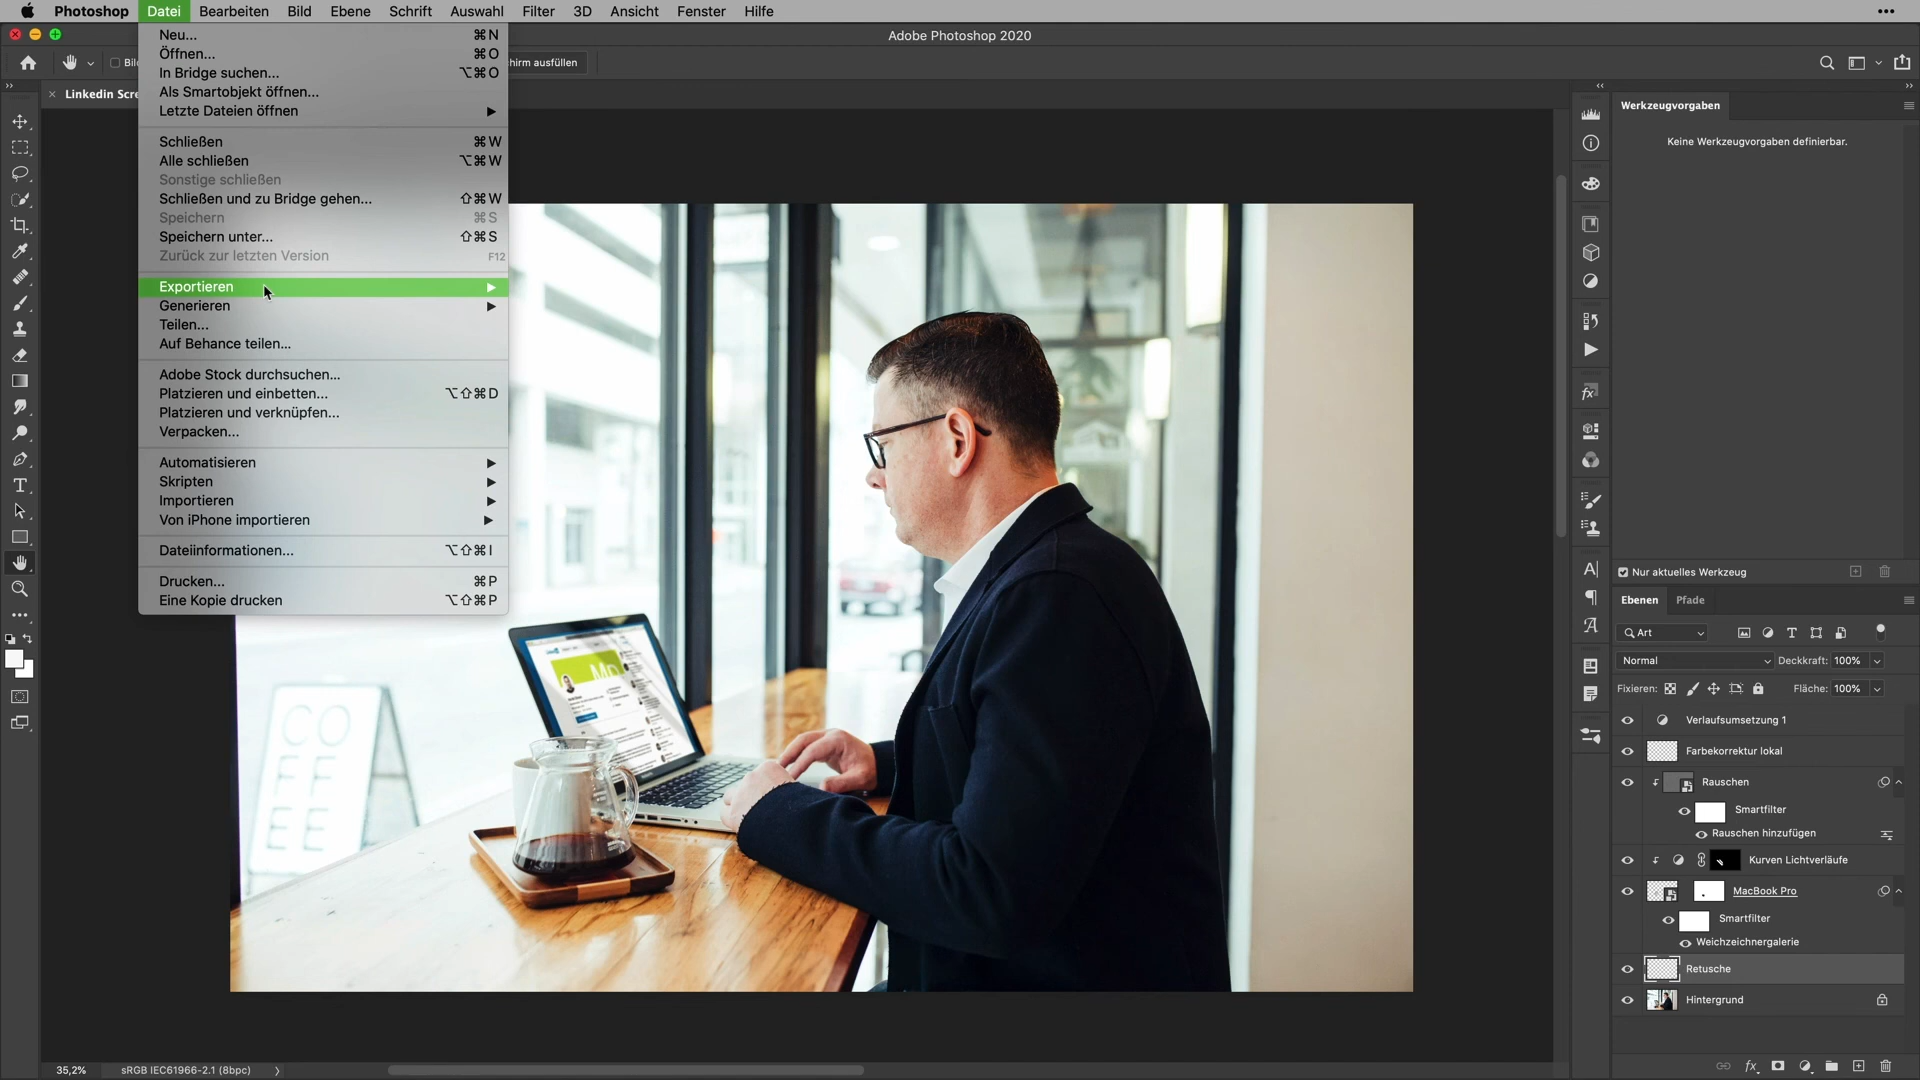 Photoshop Datei Bearbeiten Bild Ebene Schrift Auswahl Filter 3D Ansicht Fenster Hilfe
Adobe Photoshop 2020
hirm ausfüllen
Linkedin Scre
Neu... ⌘N
Öffnen... ⌘O
In Bridge suchen... ⌥⌘O
Als Smartobjekt öffnen...
Letzte Dateien öffnen
Schließen ⌘W
Alle schließen ⌥⌘W
Sonstige schließen
Schließen und zu Bridge gehen... ⇧⌘W
Speichern ⌘S
Speichern unter... ⇧⌘S
Zurück zur letzten Version F12
Exportieren
Generieren
Teilen...
Auf Behance teilen...
Adobe Stock durchsuchen...
Platzieren und einbetten... ⌥⇧⌘D
Platzieren und verknüpfen...
Verpacken...
Automatisieren
Skripten
Importieren
Von iPhone importieren
Dateiinformationen... ⌥⇧⌘I
Drucken... ⌘P
Eine Kopie drucken ⌥⇧⌘P
CO
FF
EE
Werkzeugvorgaben
Keine Werkzeugvorgaben definierbar.
Nur aktuelles Werkzeug
Ebenen Pfade
Art
Normal Deckkraft: 100%
Fixieren: Fläche: 100%
Verlaufsumsetzung 1
Farbekorrektur lokal
Rauschen
Smartfilter
Rauschen hinzufügen
Kurven Lichtverläufe
MacBook Pro
Smartfilter
Weichzeichnergalerie
Retusche
Hintergrund
35,2% sRGB IEC61966-2.1 (8bpc)